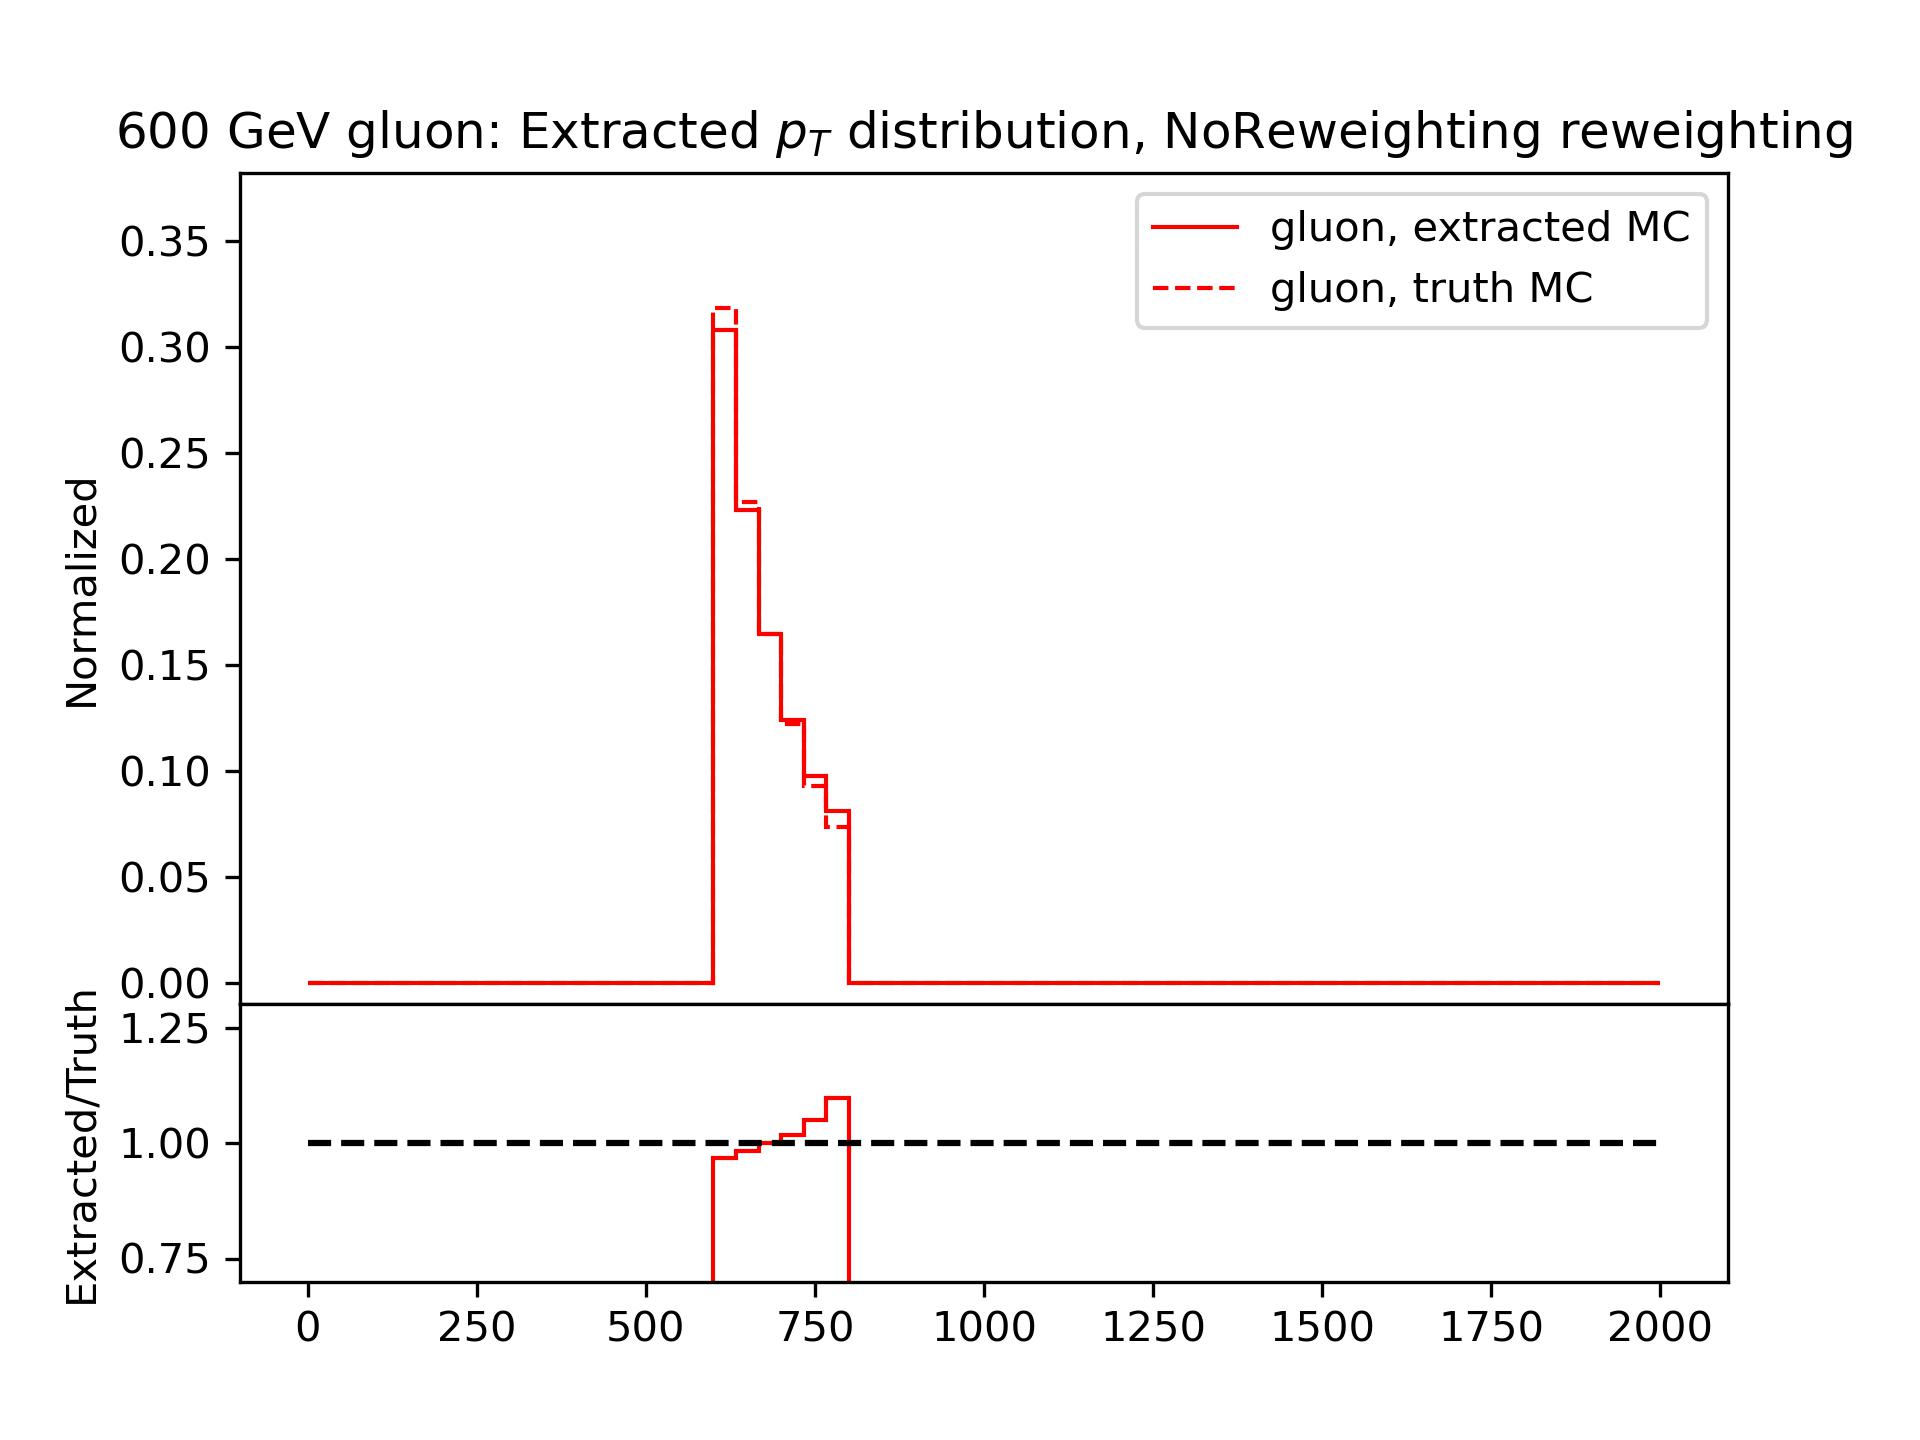 600 GeV gluon: Extracted p_T distribution, NoReweighting reweighting
gluon, extracted MC
gluon, truth MC
Normalized
0.35
0.30
0.25
0.20
0.15
0.10
0.05
0.00
Extracted/Truth
1.25
1.00
0.75
0 250 500 750 1000 1250 1500 1750 2000